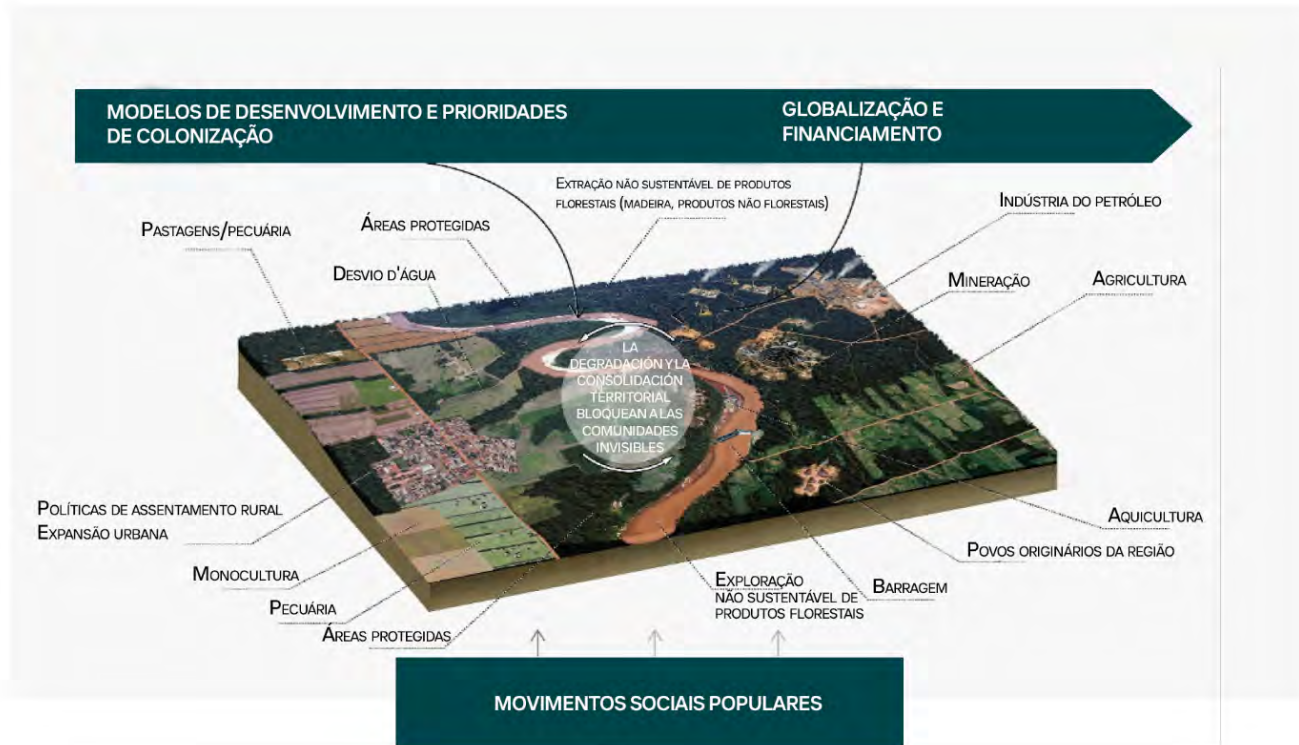 MODELOS DE DESENVOLVIMENTO E PRIORIDADES
DE COLONIZAÇÃO
GLOBALIZAÇÃO E
FINANCIAMENTO
EXTRAÇÃO NÃO SUSTENTÁVEL DE PRODUTOS
FLORESTAIS (MADEIRA, PRODUTOS NÃO FLORESTAIS)
INDÚSTRIA DO PETRÓLEO
PASTAGENS/PECUÁRIA
ÁREAS PROTEGIDAS
DESVIO D'ÁGUA
MINERAÇÃO
AGRICULTURA
LA
DEGRADACIÓN Y LA
CONSOLIDACIÓN
TERRITORIAL
BLOQUEAN A LAS
COMUNIDADES
INVISIBLES
POLÍTICAS DE ASSENTAMENTO RURAL
EXPANSÃO URBANA
MONOCULTURA
PECUÁRIA
ÁREAS PROTEGIDAS
EXPLORAÇÃO
NÃO SUSTENTÁVEL DE
PRODUTOS FLORESTAIS
BARRAGEM
POVOS ORIGINÁRIOS DA REGIÃO
AQUICULTURA
MOVIMENTOS SOCIAIS POPULARES